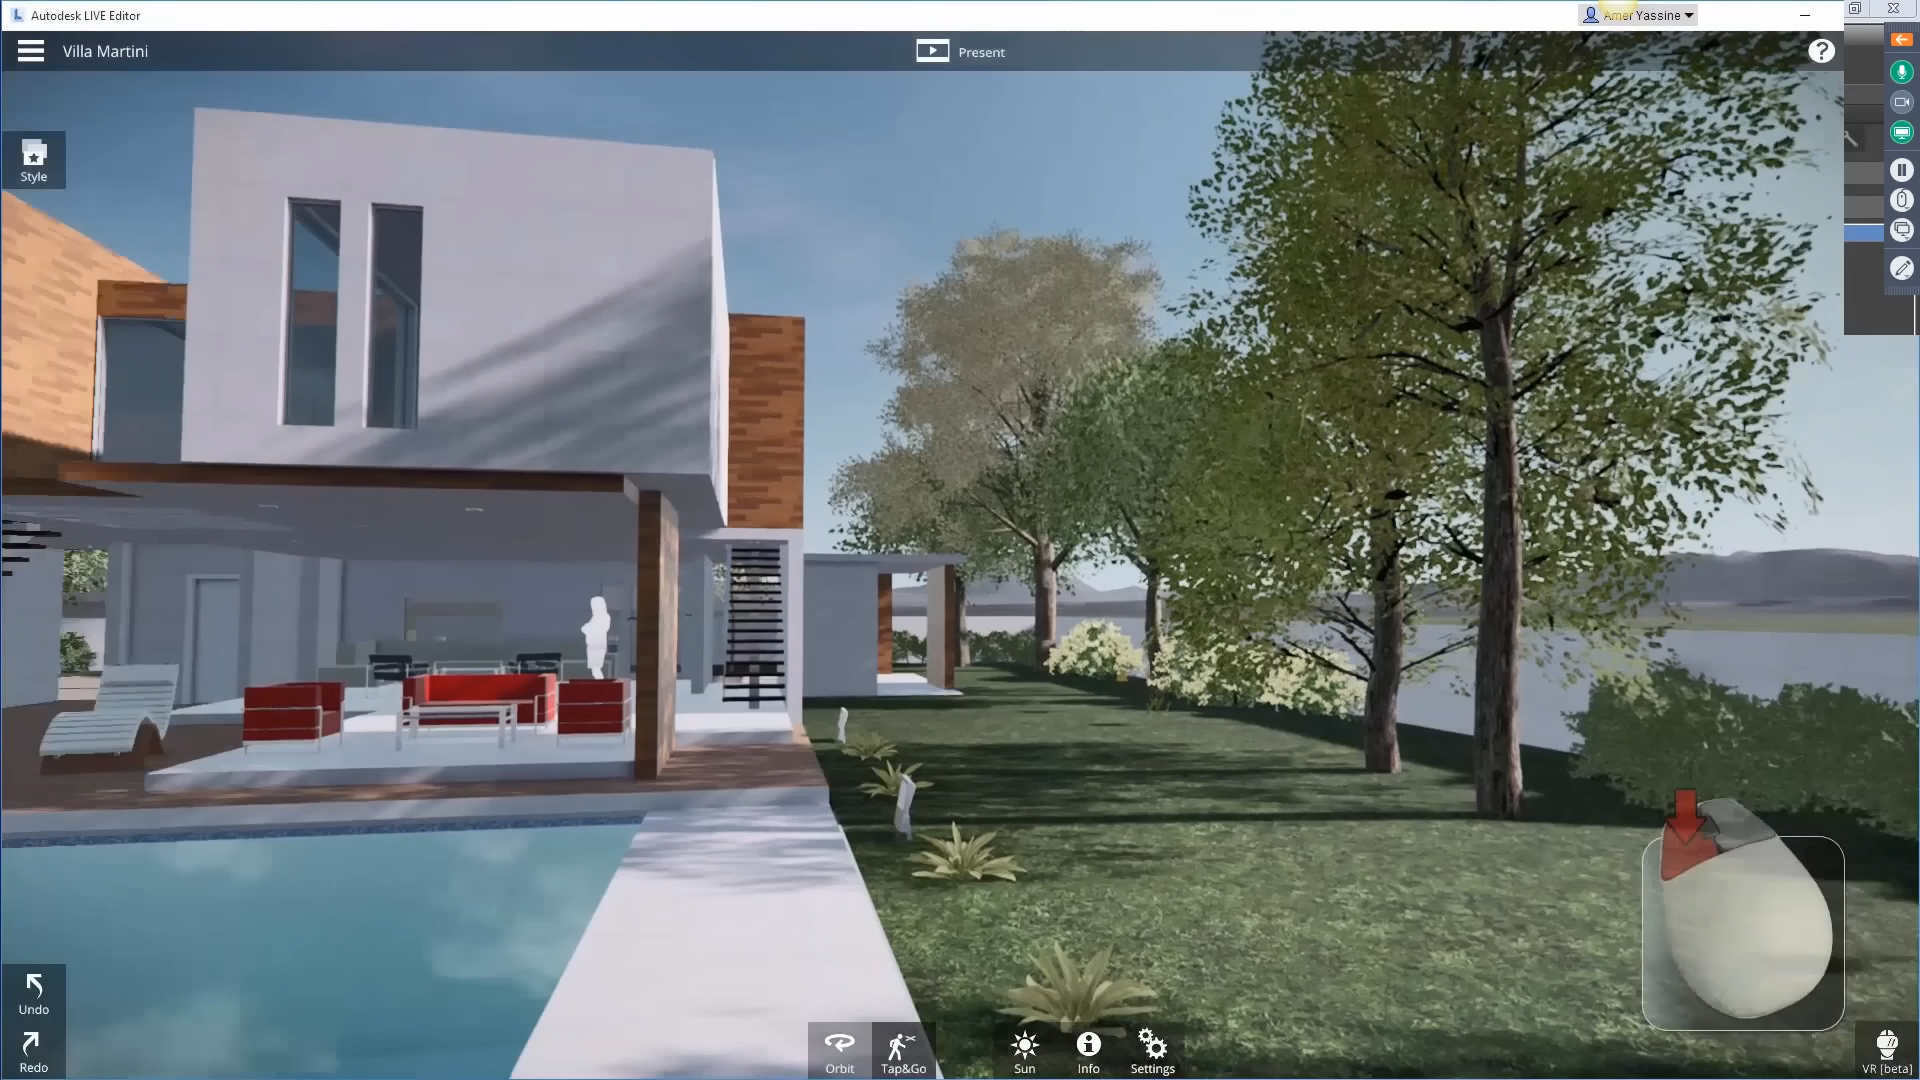 Autodesk LIVE Editor
Amer Yassine
Villa Martini
Present
?
Style
Undo
Redo
Orbit
Tap&Go
Sun
Info
Settings
VR [beta]